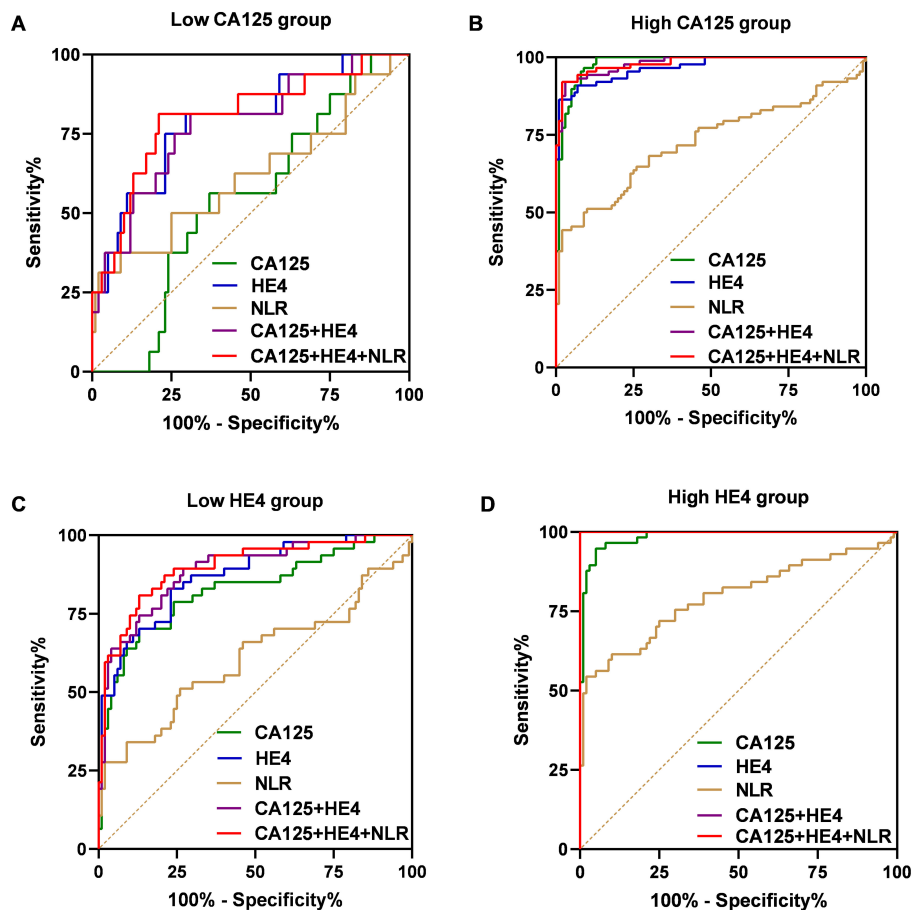 A
Low CA125 group
100
75
50
25
0
Sensitivity%
CA125
HE4
NLR
CA125+HE4
CA125+HE4+NLR
0 25 50 75 100
100% - Specificity%
B
High CA125 group
100
75
50
25
0
Sensitivity%
CA125
HE4
NLR
CA125+HE4
CA125+HE4+NLR
0 25 50 75 100
100% - Specificity%
C
Low HE4 group
100
75
50
25
0
Sensitivity%
CA125
HE4
NLR
CA125+HE4
CA125+HE4+NLR
0 25 50 75 100
100% - Specificity%
D
High HE4 group
100
75
50
25
0
Sensitivity%
CA125
HE4
NLR
CA125+HE4
CA125+HE4+NLR
0 25 50 75 100
100% - Specificity%